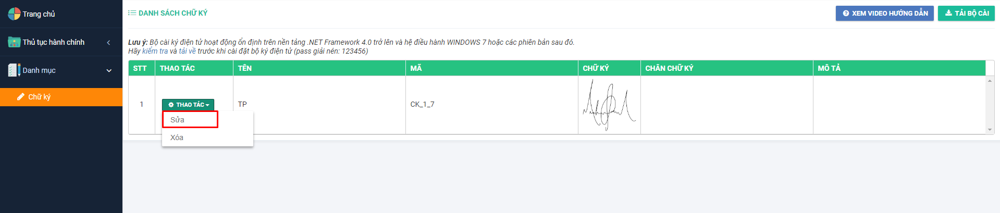 Trang chủ
Thủ tục hành chính
Danh mục
Chữ ký
DANH SÁCH CHỮ KÝ
XEM VIDEO HƯỚNG DẪN
TẢI BỘ CÀI
Lưu ý: Bộ cài ký điện tử hoạt động ổn định trên nền tảng .NET Framework 4.0 trở lên và hệ điều hành WINDOWS 7 hoặc các phiên bản sau đó.
Hãy kiểm tra và tải về trước khi cài đặt bộ ký điện tử (pass giải nén: 123456)
STT THAO TÁC TÊN MÃ CHỮ KÝ CHÂN CHỮ KÝ MÔ TẢ
1 THAO TÁC TP CK_1_7
Sửa
Xóa